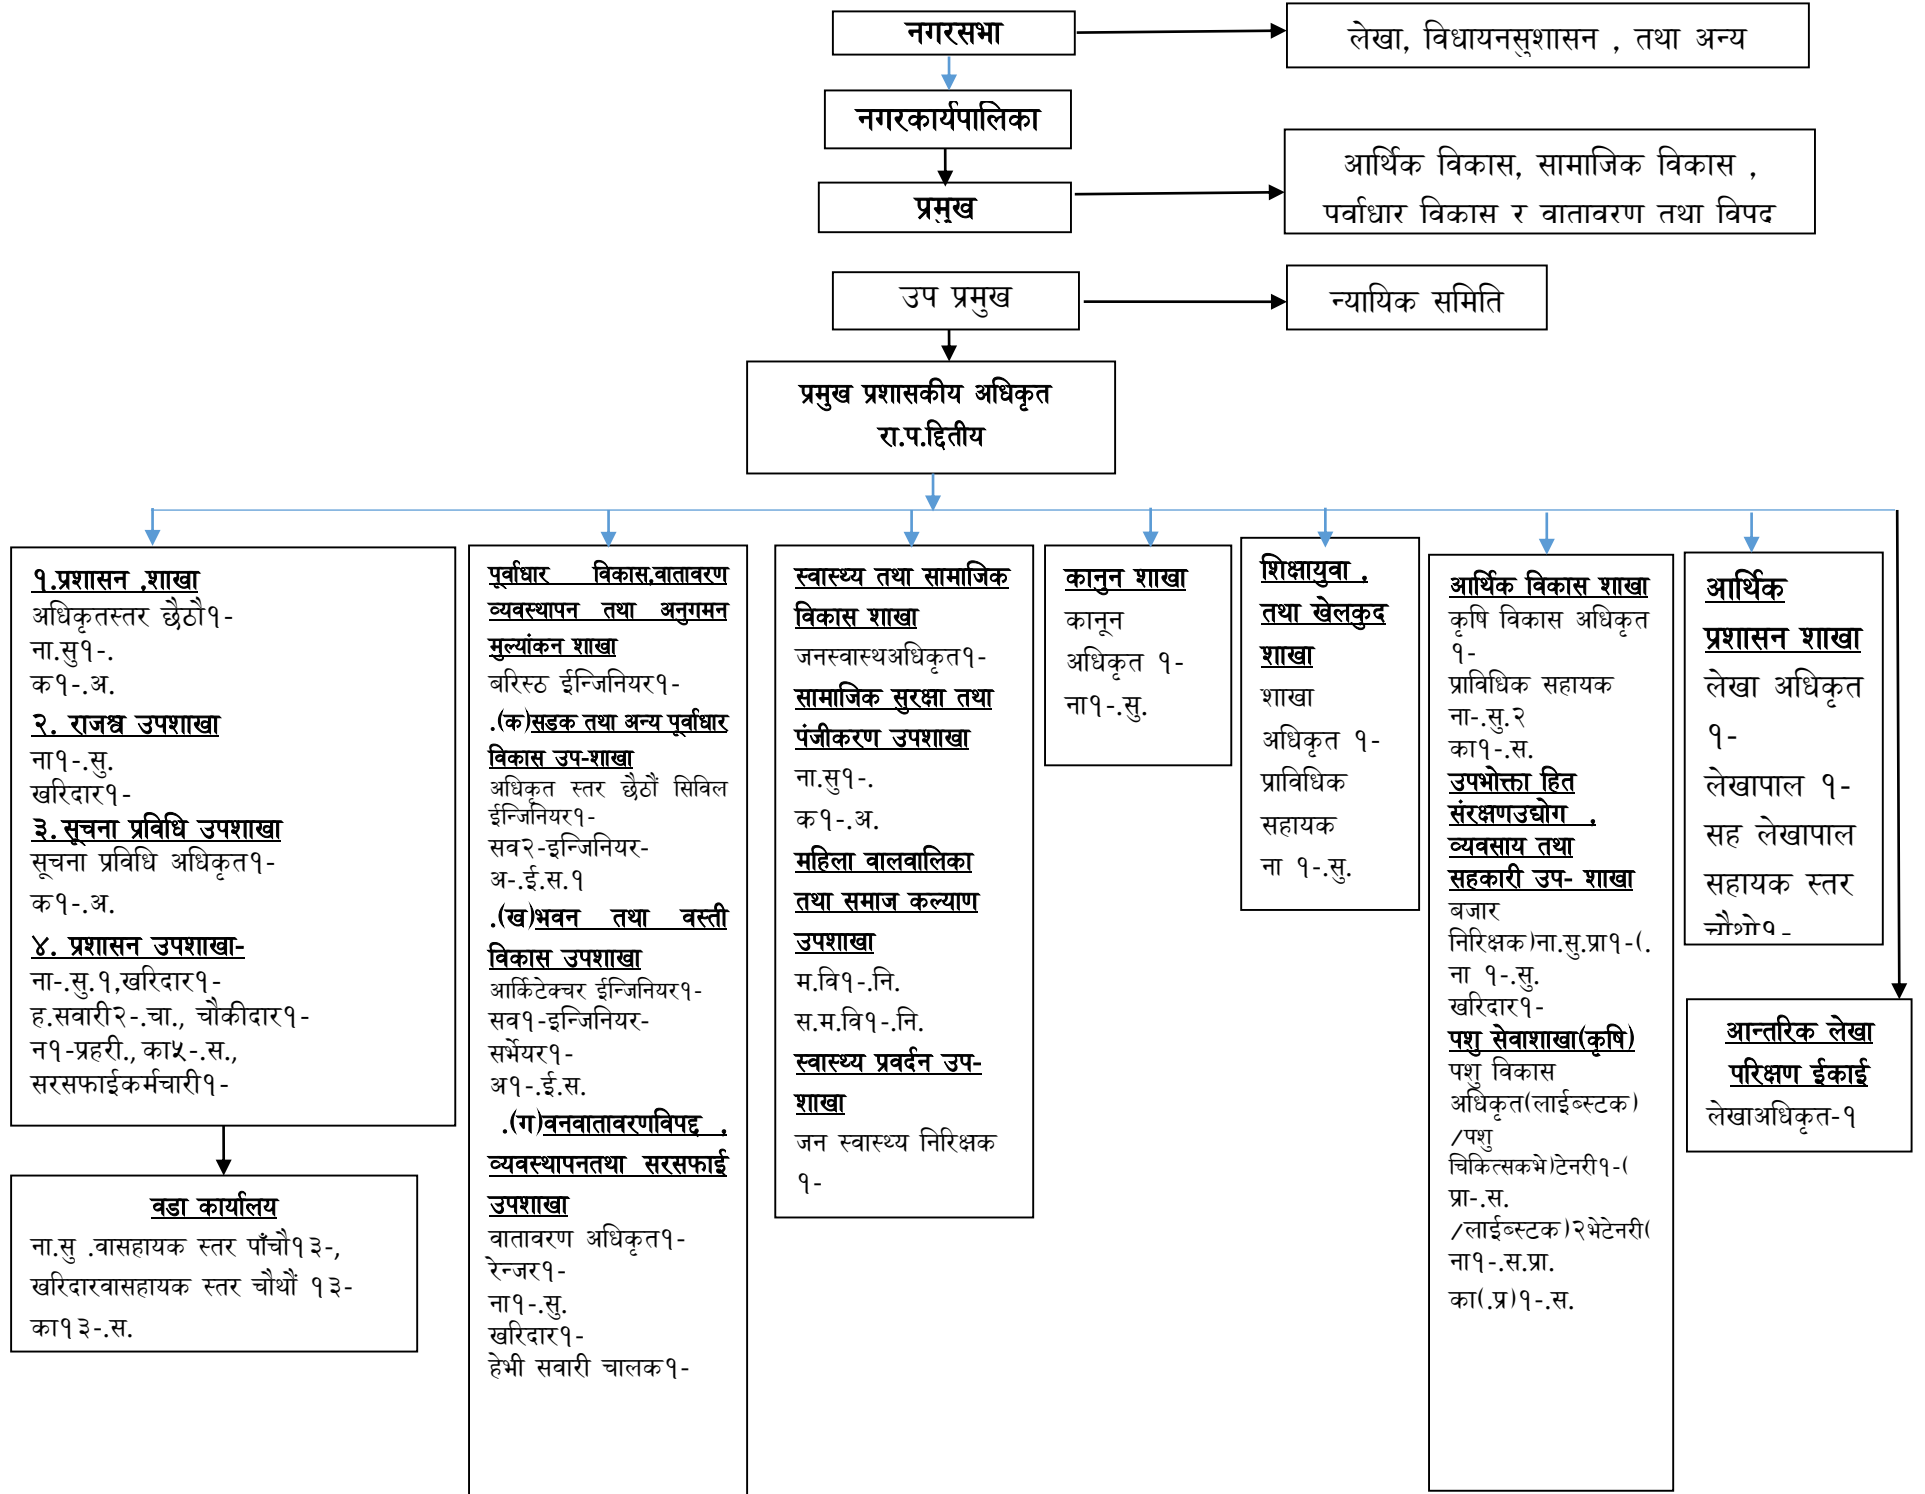 नगरसभा
लेखा, विधायनसुशासन , तथा अन्य
नगरकार्यपालिका
प्रमुख
आर्थिक विकास, सामाजिक विकास ,
पर्वाधार विकास र वातावरण तथा विपद
उप प्रमुख
न्यायिक समिति
प्रमुख प्रशासकीय अधिकृत
रा.प.द्दितीय
१.प्रशासन ,शाखा
अधिकृतस्तर छैठौ१-
ना.सु१-.
क१-.अ.
२. राजश्व उपशाखा
ना१-.सु.
खरिदार१-
३. सूचना प्रविधि उपशाखा
सूचना प्रविधि अधिकृत१-
क१-.अ.
४. प्रशासन उपशाखा-
ना-.सु.१,खरिदार१-
ह.सवारी२-.चा., चौकीदार१-
न१-प्रहरी., का५-.स.,
सरसफाईकर्मचारी१-
वडा कार्यालय
ना.सु .वासहायक स्तर पाँचौ१३-,
खरिदारवासहायक स्तर चौथौं १३-
का१३-.स.
पूर्वाधार विकास,वातावरण
व्यवस्थापन तथा अनुगमन
मुल्यांकन शाखा
बरिस्ठ ईन्जिनियर१-
.(क)सडक तथा अन्य पूर्वाधार
विकास उप-शाखा
अधिकृत स्तर छैठौं सिविल
ईन्जिनियर१-
सव२-इन्जिनियर-
अ-.ई.स.१
.(ख)भवन तथा वस्ती
विकास उपशाखा
आर्किटेक्चर ईन्जिनियर१-
सव१-इन्जिनियर-
सर्भेयर१-
अ१-.ई.स.
.(ग)वनवातावरणविपद्द .
व्यवस्थापनतथा सरसफाई
उपशाखा
वातावरण अधिकृत१-
रेन्जर१-
ना१-.सु.
खरिदार१-
हेभी सवारी चालक१-
स्वास्थ्य तथा सामाजिक
विकास शाखा
जनस्वास्थअधिकृत१-
सामाजिक सुरक्षा तथा
पंजीकरण उपशाखा
ना.सु१-.
क१-.अ.
महिला वालवालिका
तथा समाज कल्याण
उपशाखा
म.वि१-.नि.
स.म.वि१-.नि.
स्वास्थ्य प्रवर्दन उप-
शाखा
जन स्वास्थ्य निरिक्षक
१-
कानुन शाखा
कानून
अधिकृत १-
ना१-.सु.
शिक्षायुवा .
तथा खेलकुद
शाखा
शाखा
अधिकृत १-
प्राविधिक
सहायक
ना १-.सु.
आर्थिक विकास शाखा
कृषि विकास अधिकृत
१-
प्राविधिक सहायक
ना-.सु.२
का१-.स.
उपभोक्ता हित
संरक्षणउद्योग .
व्यवसाय तथा
सहकारी उप- शाखा
बजार
निरिक्षक)ना.सु.प्रा१-(.
ना १-.सु.
खरिदार१-
पशु सेवाशाखा(कृषि)
पशु विकास
अधिकृत(लाईब्स्टक)
/पशु
चिकित्सकभे)टेनरी१-(
प्रा-.स.
/लाईब्स्टक)२भेटेनरी(
ना१-.स.प्रा.
का(.प्र)१-.स.
आर्थिक
प्रशासन शाखा
लेखा अधिकृत
१-
लेखापाल १-
सह लेखापाल
सहायक स्तर
चौथो१-
आन्तरिक लेखा
परिक्षण ईकाई
लेखाअधिकृत-१